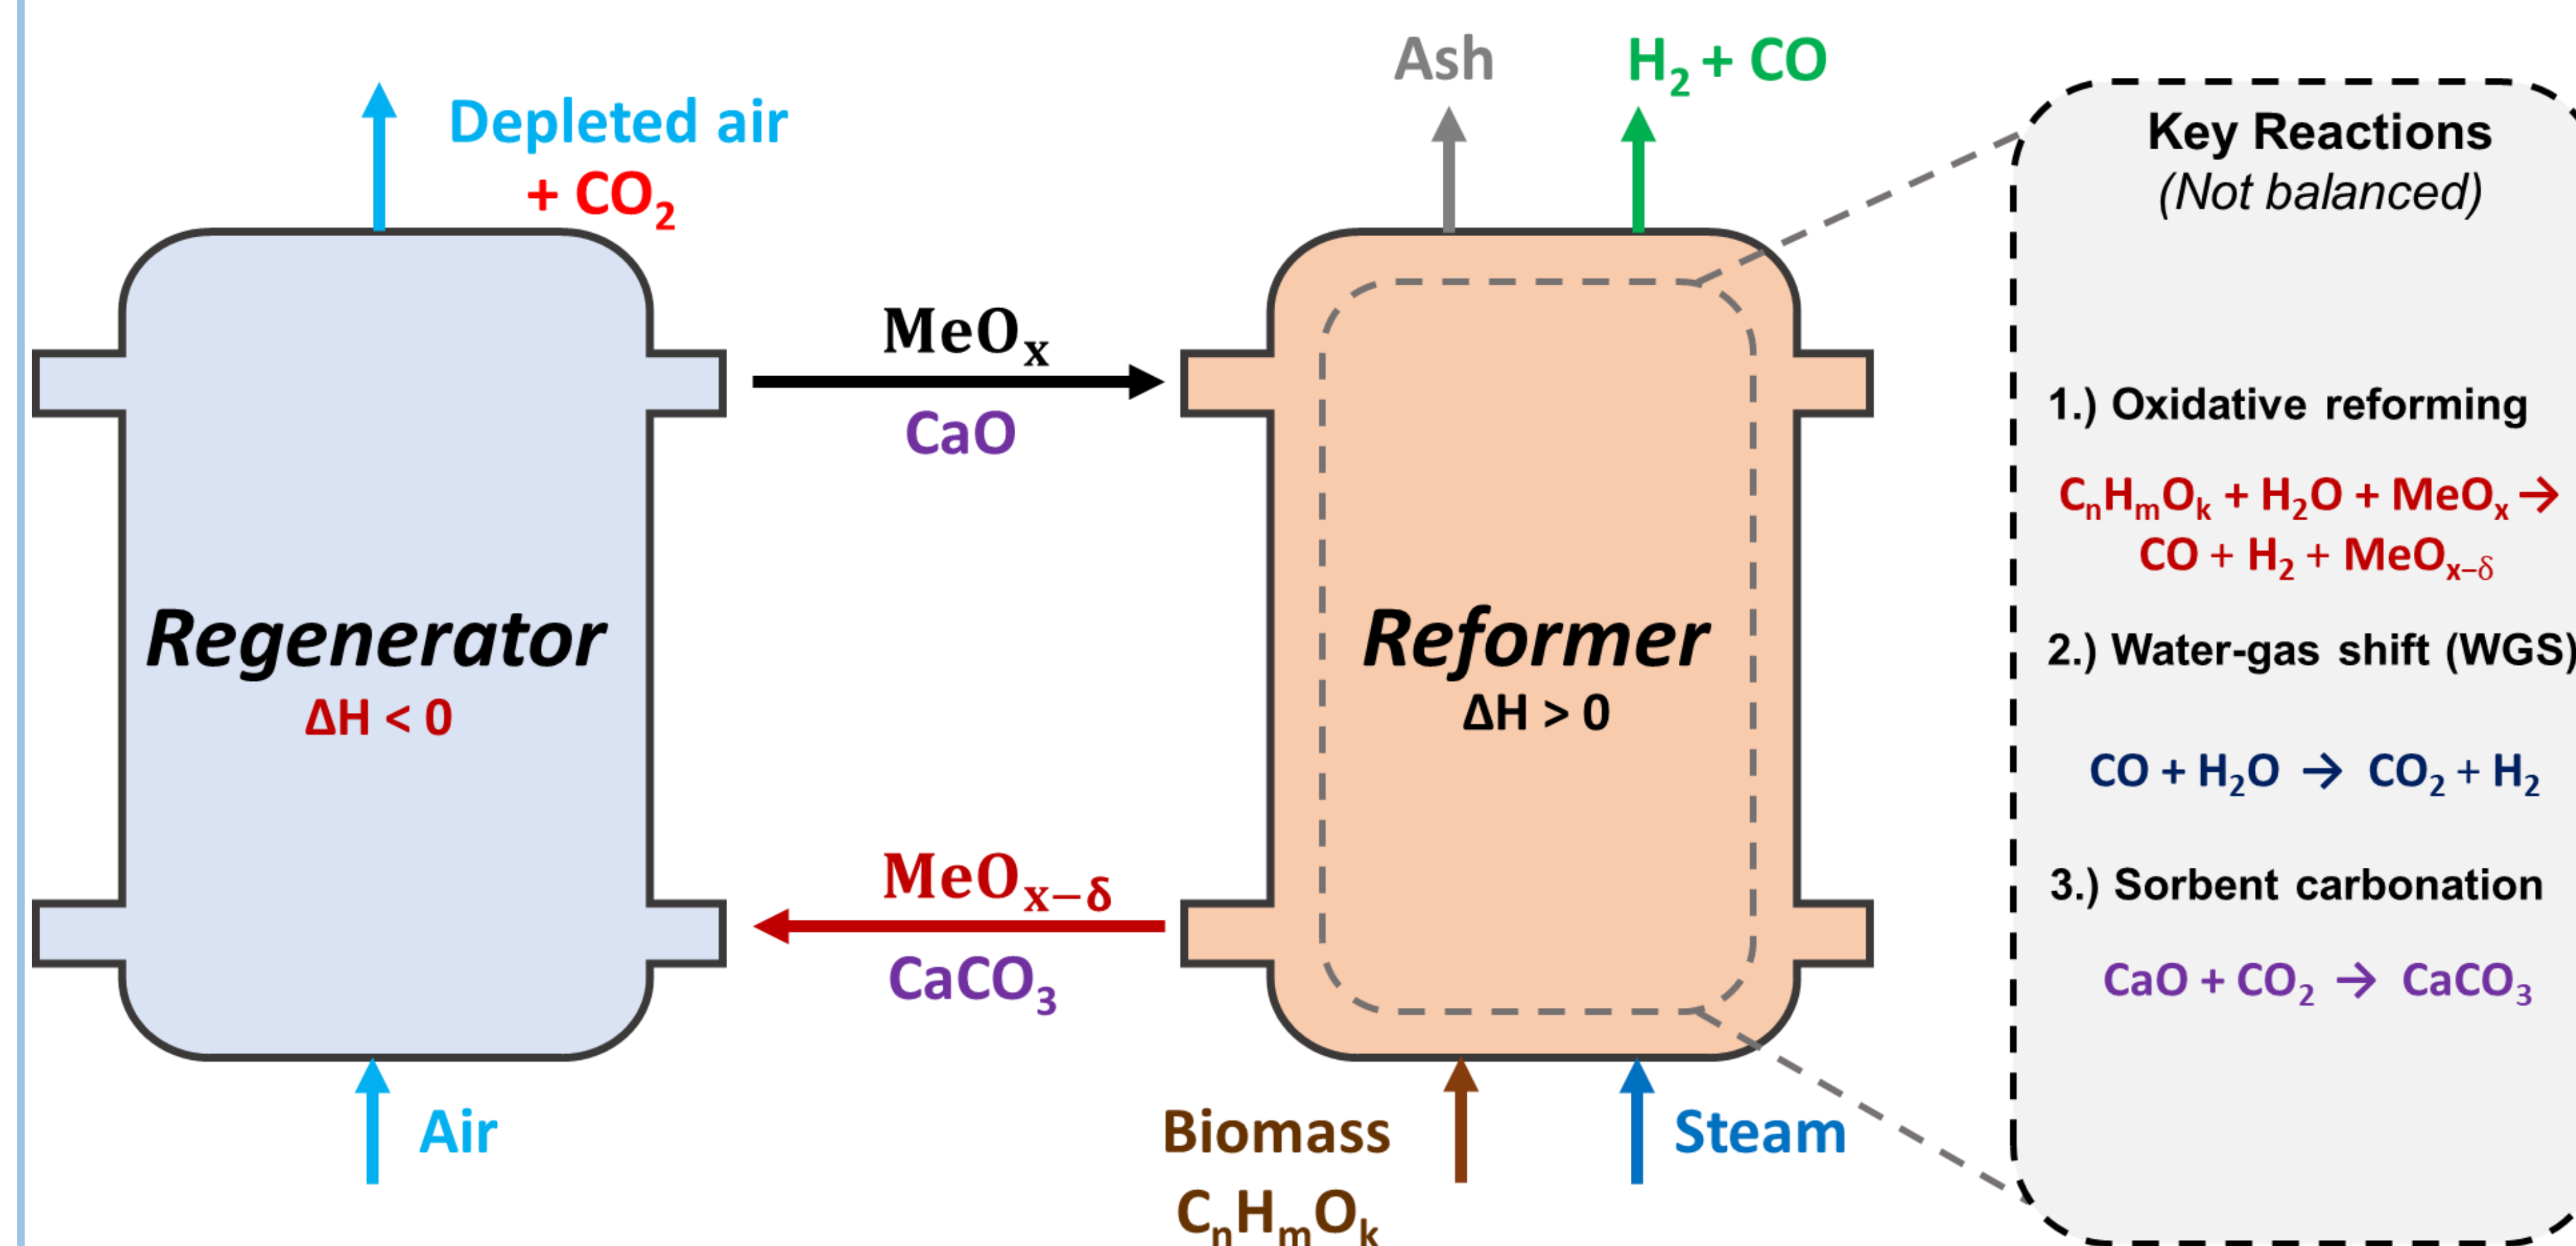 Depleted air
+ CO₂
Ash
H₂ + CO
MeOₓ
CaO
Regenerator
ΔH < 0
Reformer
ΔH > 0
MeOₓ₋δ
CaCO₃
Air
Biomass
CₙHₘOₖ
Steam
Key Reactions
(Not balanced)
1.) Oxidative reforming
CₙHₘOₖ + H₂O + MeOₓ →
CO + H₂ + MeOₓ₋δ
2.) Water-gas shift (WGS)
CO + H₂O → CO₂ + H₂
3.) Sorbent carbonation
CaO + CO₂ → CaCO₃